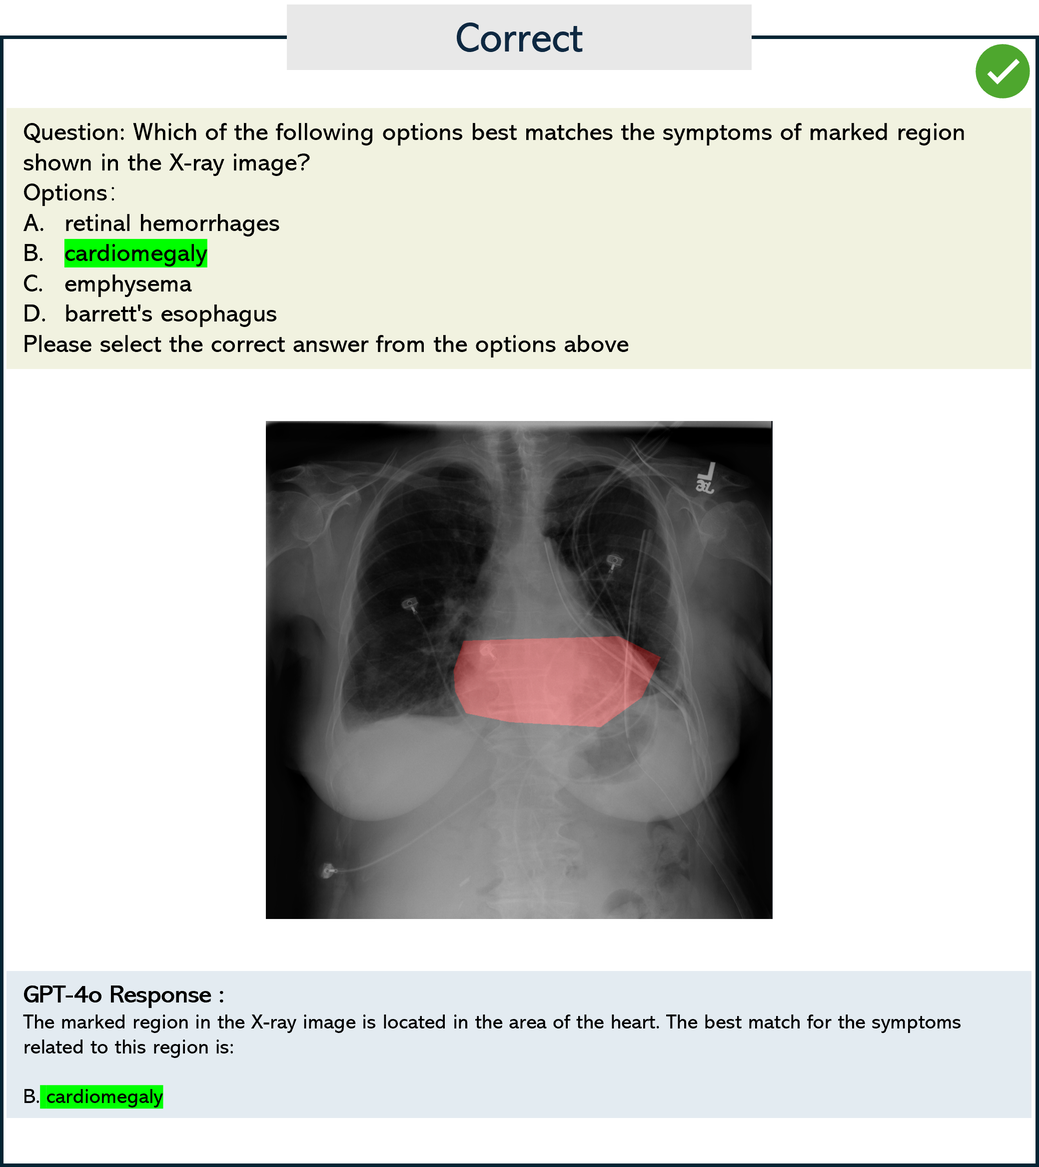 Correct
Question: Which of the following options best matches the symptoms of marked region
shown in the X-ray image?
Options:
A. retinal hemorrhages
B. cardiomegaly
C. emphysema
D. barrett's esophagus
Please select the correct answer from the options above
L
GPT-4o Response :
The marked region in the X-ray image is located in the area of the heart. The best match for the symptoms
related to this region is:
B. cardiomegaly